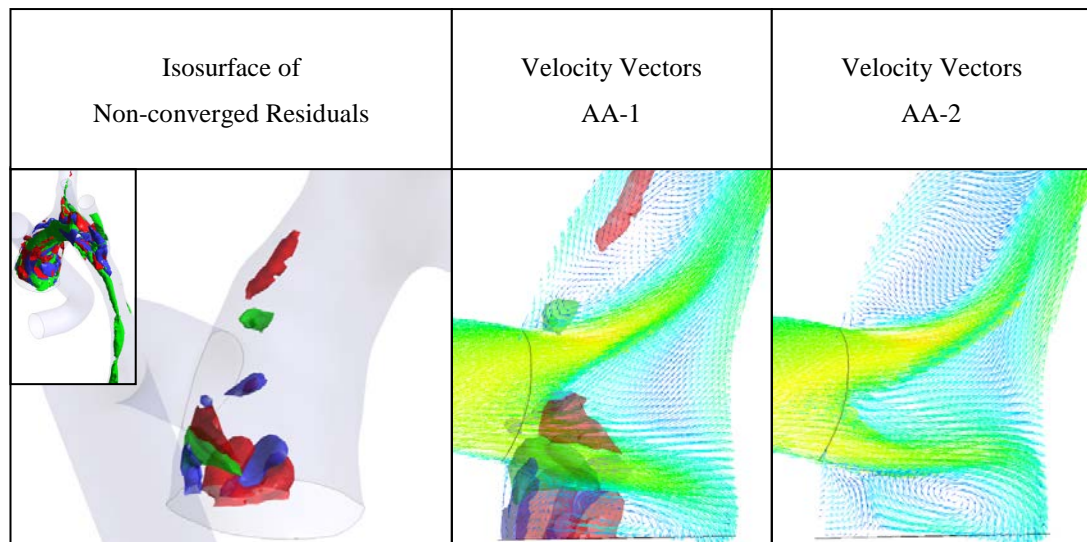 Isosurface of
Non-converged Residuals
Velocity Vectors
AA-1
Velocity Vectors
AA-2